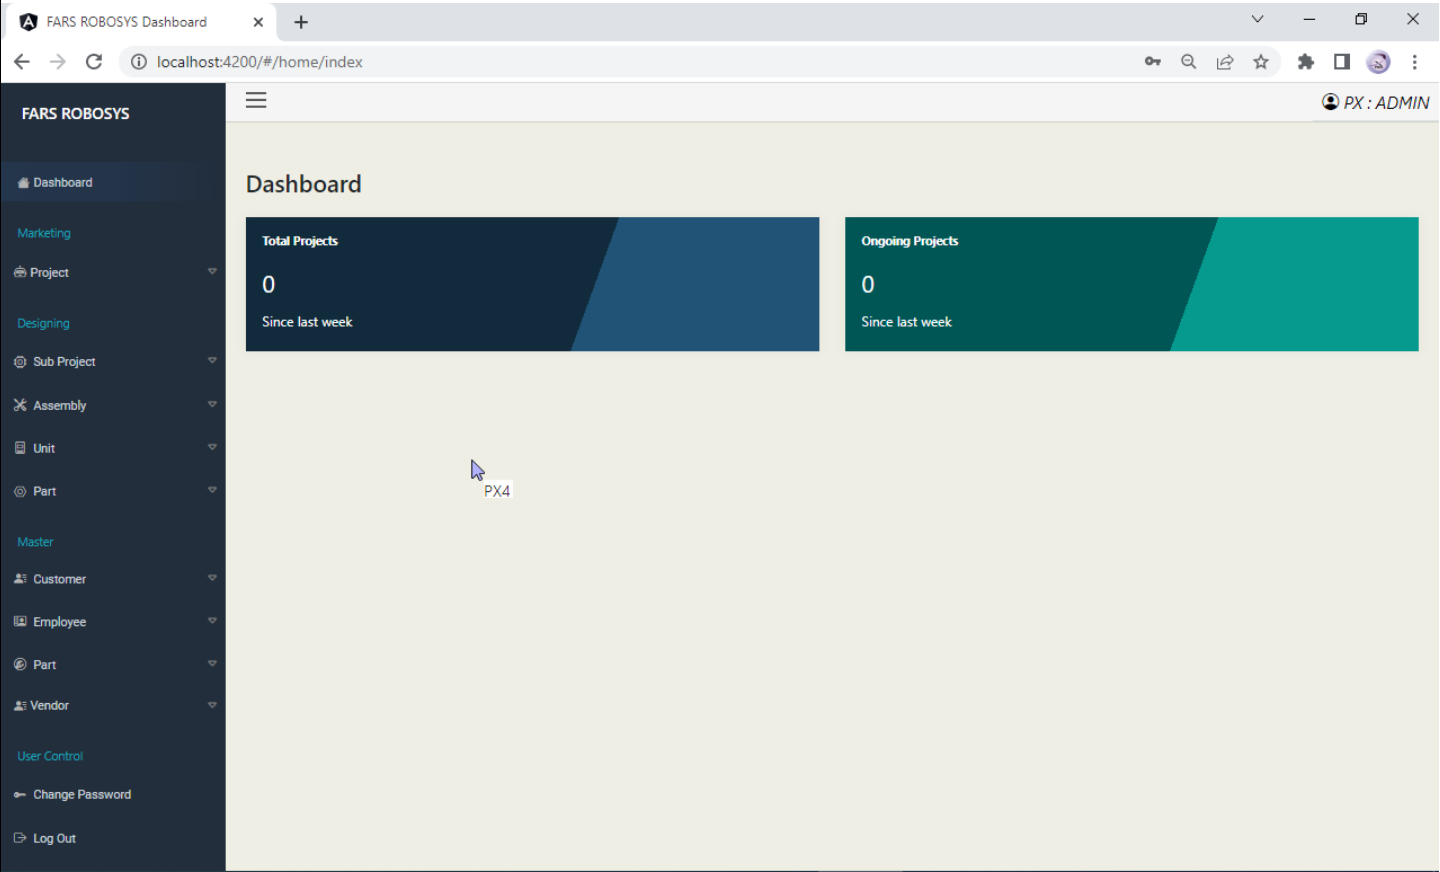 FARS ROBOSYS Dashboard
localhost:4200/#/home/index
FARS ROBOSYS
PX : ADMIN
Dashboard
Marketing
Project
Designing
Sub Project
Assembly
Unit
Part
Master
Customer
Employee
Part
Vendor
User Control
Change Password
Log Out
Dashboard
Total Projects
0
Since last week
Ongoing Projects
0
Since last week
PX4